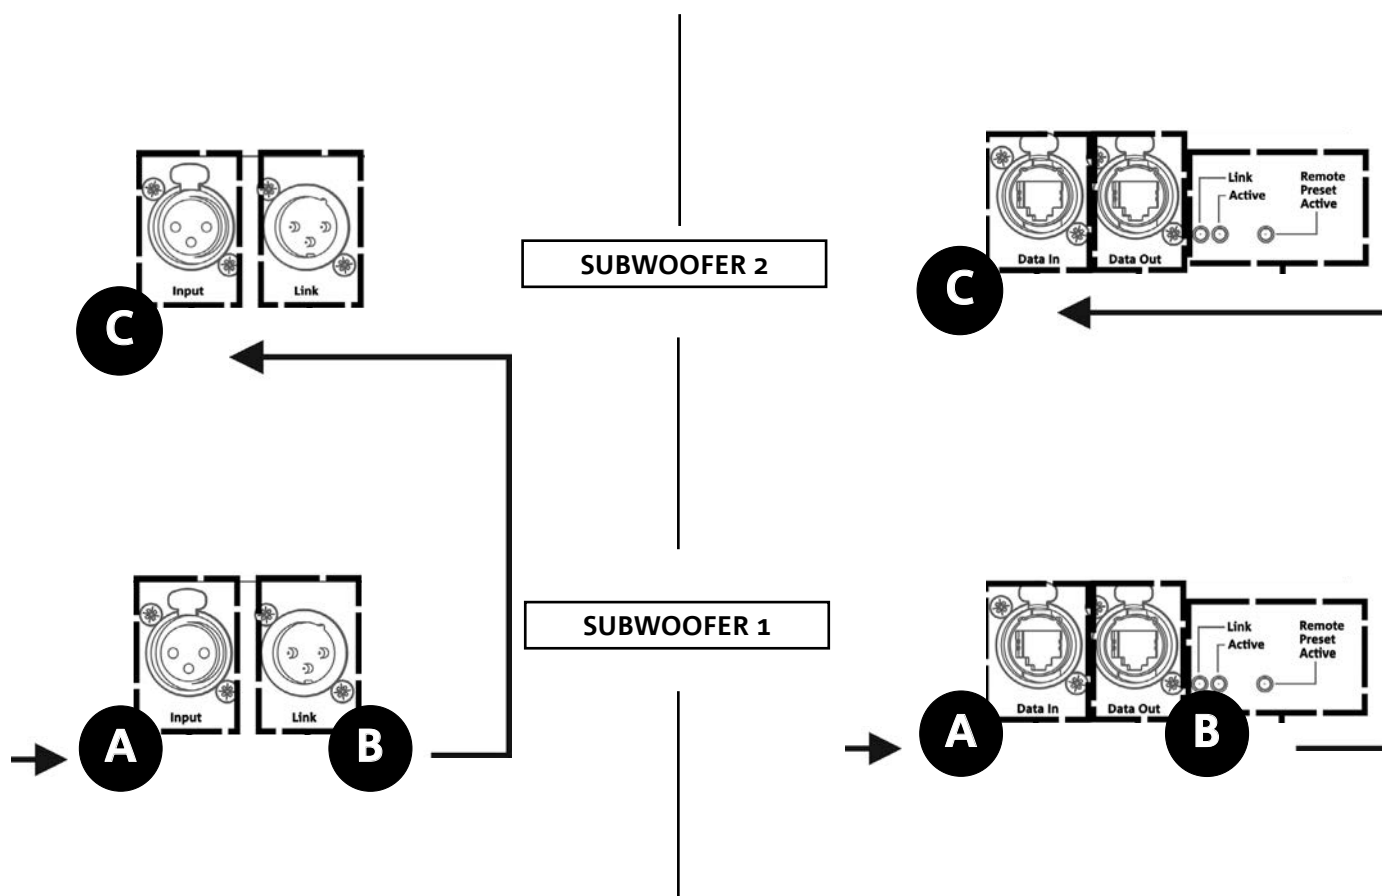 Input
Link
C
SUBWOOFER 2
Data In
Data Out
Link
Active
Remote
Preset
Active
C
Input
Link
A
B
SUBWOOFER 1
Data In
Data Out
Link
Active
Remote
Preset
Active
A
B